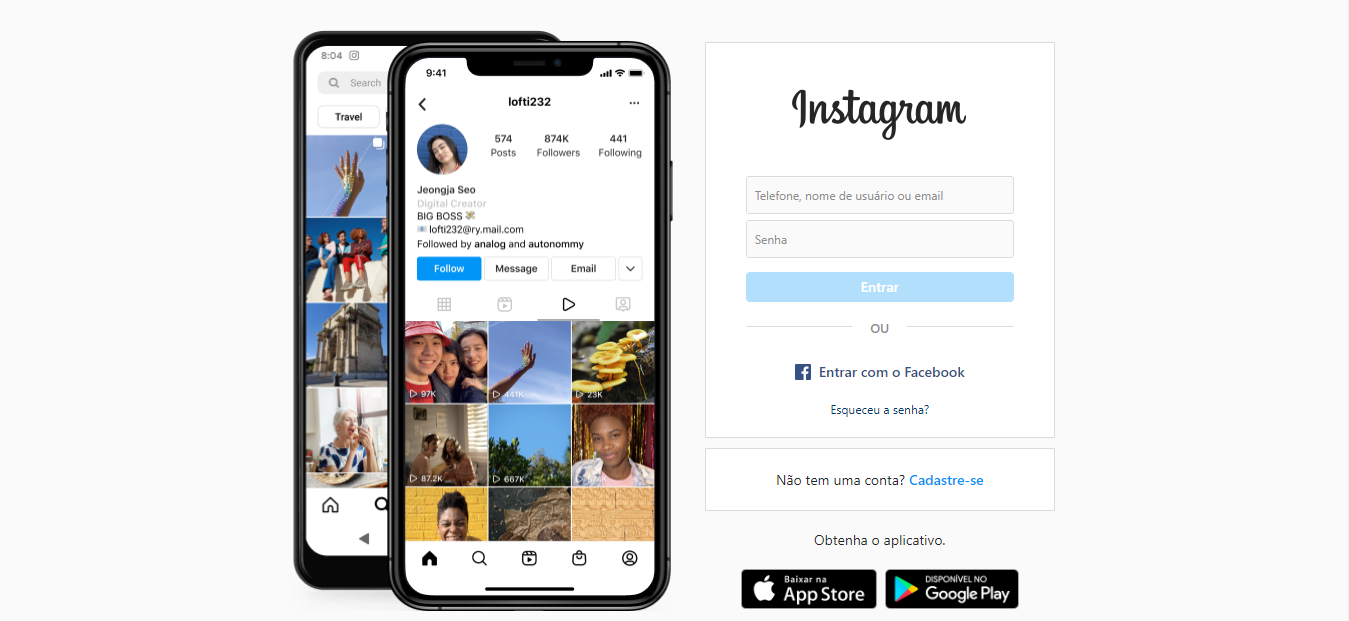 8:04
Search
Travel
9:41
lofti232
574
874K
441
Posts
Followers
Following
Jeongja Seo
Digital Creator
BIG BOSS
lofti232@ry.mail.com
Followed by analog and autonommy
Follow
Message
Email
97K
441K
23K
87.2K
667K
Instagram
Telefone, nome de usuário ou email
Senha
Entrar
OU
Entrar com o Facebook
Esqueceu a senha?
Não tem uma conta? Cadastre-se
Obtenha o aplicativo.
Baixar na
App Store
DISPONÍVEL NO
Google Play